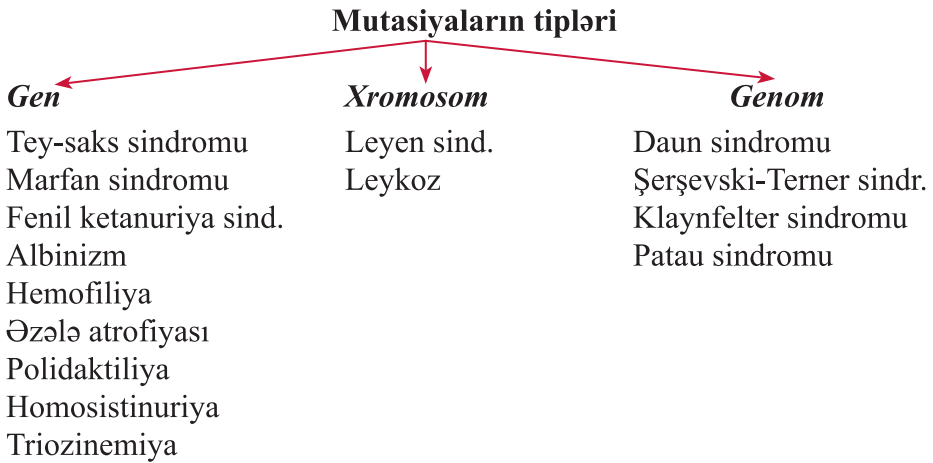 Mutasiyaların tipləri
Gen
Tey-saks sindromu
Marfan sindromu
Fenil ketanuriya sind.
Albinizm
Hemofiliya
Əzələ atrofiyası
Polidaktiliya
Homosistinuriya
Triozinemiya
Xromosom
Leyen sind.
Leykoz
Genom
Daun sindromu
Şerşevski-Terner sindr.
Klaynfelter sindromu
Patau sindromu